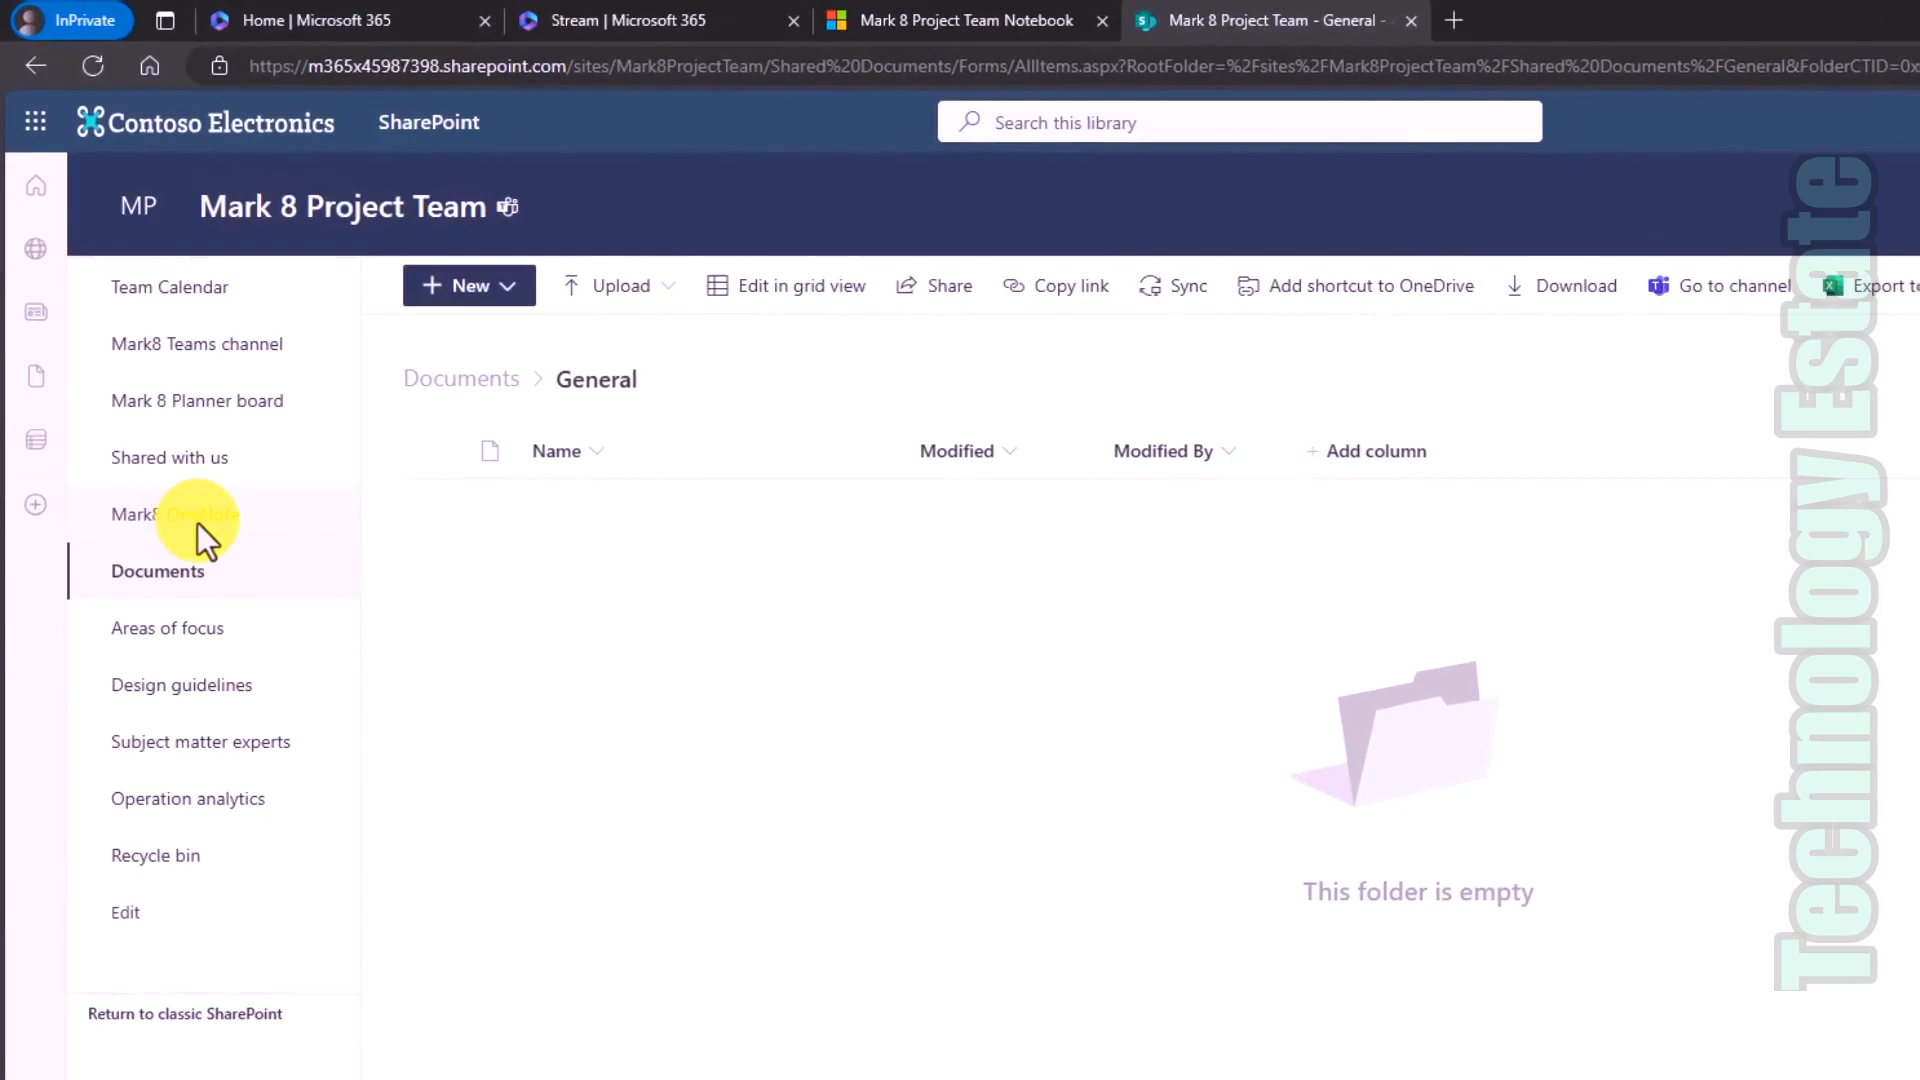 InPrivate
Home | Microsoft 365
Stream | Microsoft 365
Mark 8 Project Team Notebook
Mark 8 Project Team - General -
https://m365x45987398.sharepoint.com/sites/Mark8ProjectTeam/Shared%20Documents/Forms/AllItems.aspx?RootFolder=%2Fsites%2FMark8ProjectTeam%2FShared%20Documents%2FGeneral&FolderCTID=0x
Contoso Electronics
SharePoint
Search this library
MP
Mark 8 Project Team
Team Calendar
Mark8 Teams channel
Mark 8 Planner board
Shared with us
Mark8 OneNote
Documents
Areas of focus
Design guidelines
Subject matter experts
Operation analytics
Recycle bin
Edit
Return to classic SharePoint
+ New
Upload
Edit in grid view
Share
Copy link
Sync
Add shortcut to OneDrive
Download
Go to channel
Export to
Documents > General
Name
Modified
Modified By
+ Add column
This folder is empty
Technology Estate